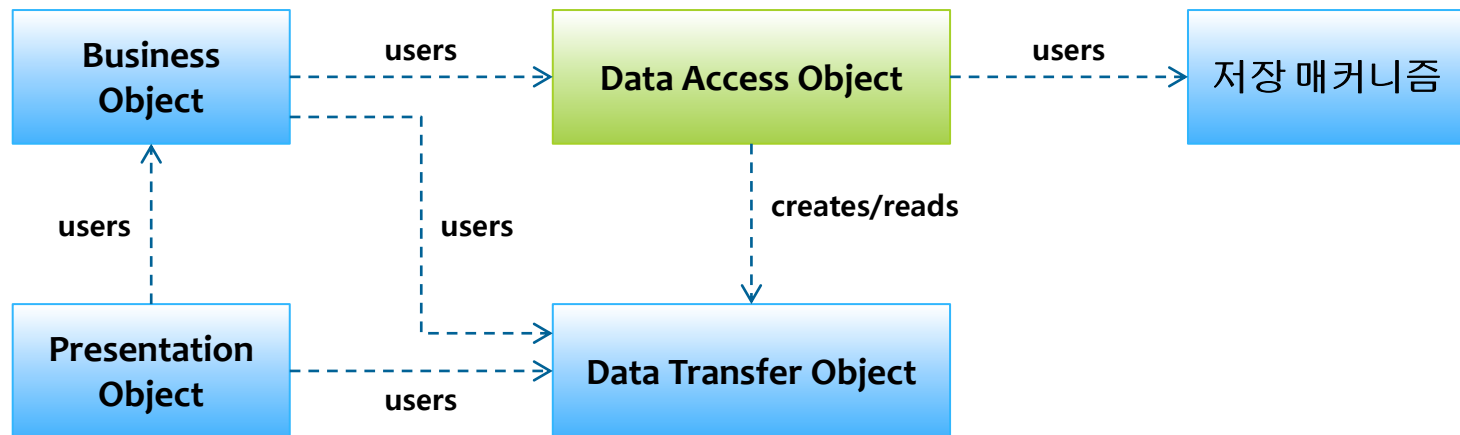 Business
Object
users
Data Access Object
users
저장 매커니즘
users
users
creates/reads
Presentation
Object
users
Data Transfer Object